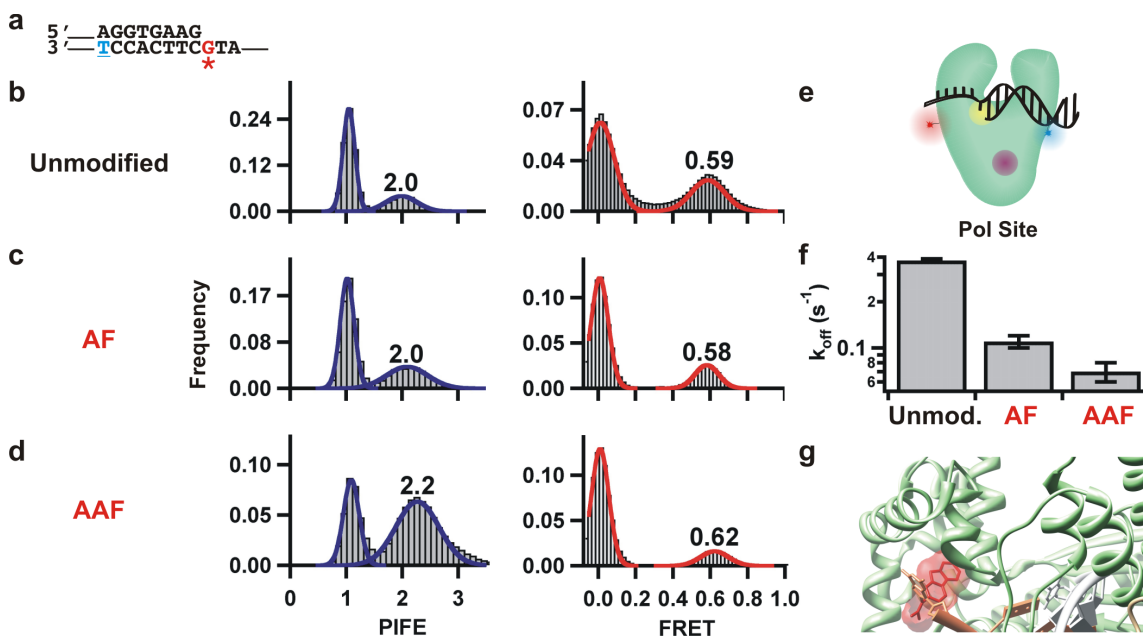 a
5′ AGGTGAAG
3′ TCCACTTCGTA
*
b
Unmodified
0.24
0.12
0.00
2.0
0.07
0.04
0.00
0.59
c
AF
Frequency
0.17
0.08
0.00
2.0
0.10
0.05
0.00
0.58
d
AAF
0.10
0.05
0.00
2.2
0.10
0.05
0.00
0.62
0 1 2 3
PIFE
0.0 0.2 0.4 0.6 0.8 1.0
FRET
e
Pol Site
f
k_off (s⁻¹)
4
2
0.1
8
6
Unmod. AF AAF
g